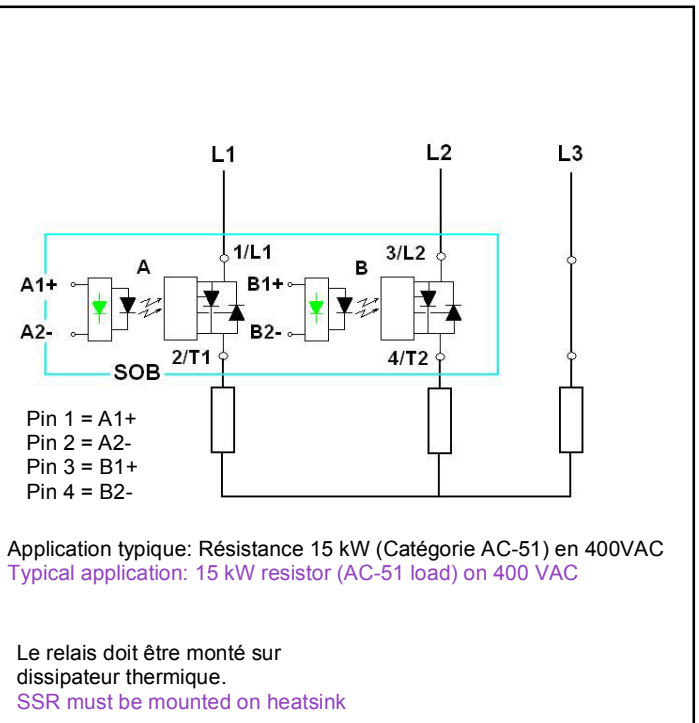 L1 L2 L3
1/L1 3/L2
A B
A1+ B1+
A2- B2-
2/T1 4/T2
SOB
Pin 1 = A1+
Pin 2 = A2-
Pin 3 = B1+
Pin 4 = B2-
Application typique: Résistance 15 kW (Catégorie AC-51) en 400VAC
Typical application: 15 kW resistor (AC-51 load) on 400 VAC
Le relais doit être monté sur
dissipateur thermique.
SSR must be mounted on heatsink